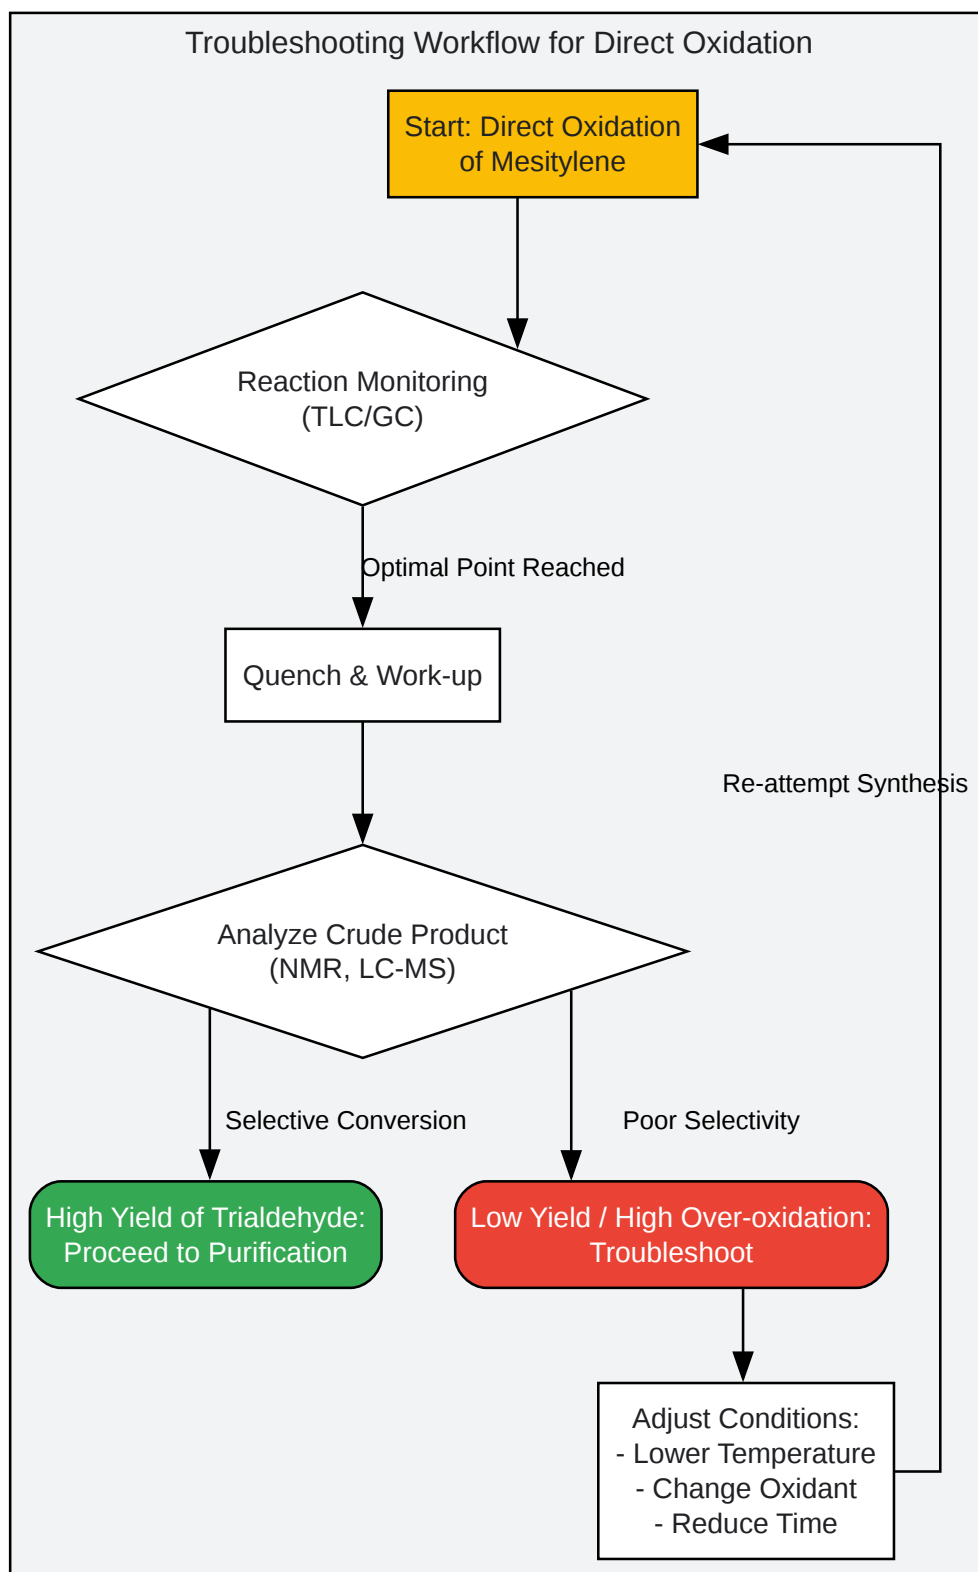 Troubleshooting Workflow for Direct Oxidation
Start: Direct Oxidation
of Mesitylene
Reaction Monitoring
(TLC/GC)
Optimal Point Reached
Quench & Work-up
Re-attempt Synthesis
Analyze Crude Product
(NMR, LC-MS)
Selective Conversion
Poor Selectivity
High Yield of Trialdehyde:
Proceed to Purification
Low Yield / High Over-oxidation:
Troubleshoot
Adjust Conditions:
- Lower Temperature
- Change Oxidant
- Reduce Time